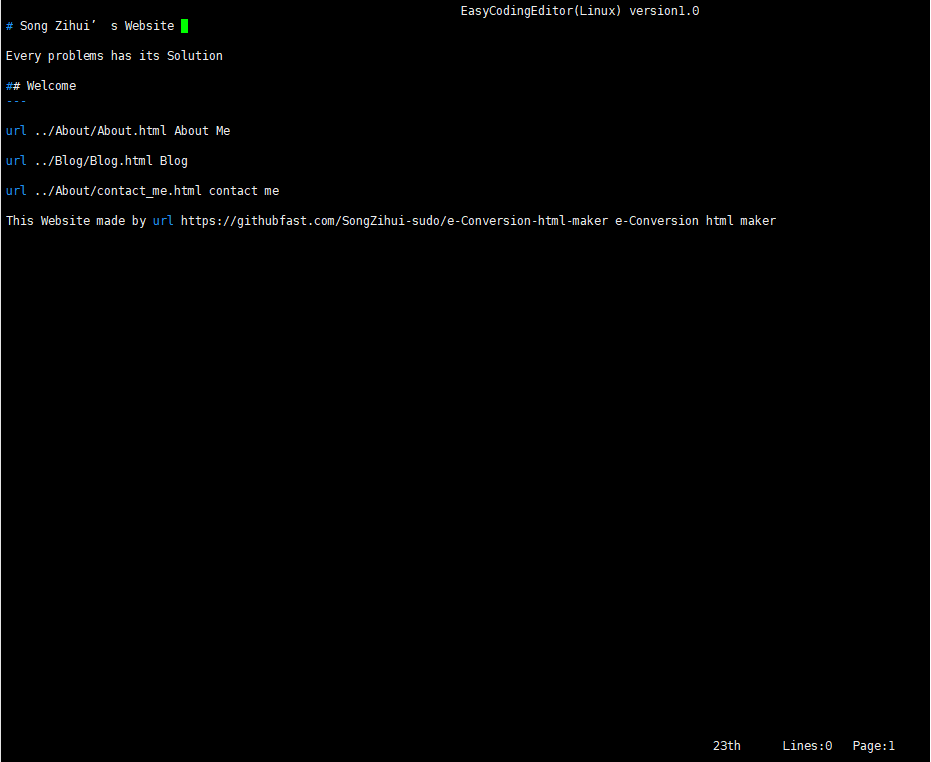 EasyCodingEditor(Linux) version1.0
# Song Zihui’ s Website
Every problems has its Solution
## Welcome
---
url ../About/About.html About Me
url ../Blog/Blog.html Blog
url ../About/contact_me.html contact me
This Website made by url https://githubfast.com/SongZihui-sudo/e-Conversion-html-maker e-Conversion html maker
23th Lines:0 Page:1